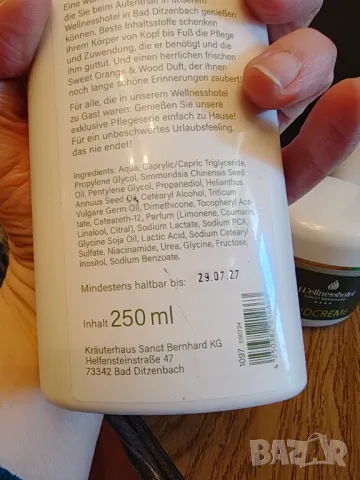 die Sie beim Aufenthalt in unserem
Wellnesshotel in Bad Ditzenbach genießen
können. Beste Inhaltsstoffe schenken
Ihrem Körper von Kopf bis Fuß die Pflege
und Zuwendung, die er benötigt und die
ihm guttut. Und einen herrlichen frischen
Sweet Orange & Wood Duft, der Ihnen
noch lange schöne Erinnerungen zaubert!
Für alle, die in unserem Wellnesshotel
zu Gast waren: Genießen Sie unsere
exklusive Pflegeserie einfach zu Hause!
Für ein unbeschwertes Urlaubsfeeling,
das nie endet!
Ingredients: Aqua, Caprylic/Capric Triglyceride,
Propylene Glycol, Simmondsia Chinensis Seed
Oil, Pentylene Glycol, Propanediol, Helianthus
Annuus Seed Oil, Cetearyl Alcohol, Triticum
Vulgare Germ Oil, Dimethicone, Tocopheryl Ace-
tate, Ceteareth-12, Parfum (Limonene, Coumarin,
Linalool, Citral), Sodium Lactate, Sodium PCA,
Glycine Soja Oil, Lactic Acid, Sodium Cetearyl
Sulfate, Niacinamide, Urea, Glycine, Fructose,
Inositol, Sodium Benzoate.
Mindestens haltbar bis: 29.07.27
Inhalt 250 ml
Kräuterhaus Sanct Bernhard KG
Helfensteinstraße 47
73342 Bad Ditzenbach
1097
Wellnesshotel
SANCT BERNHARD
DCREME
BAZAR
bg